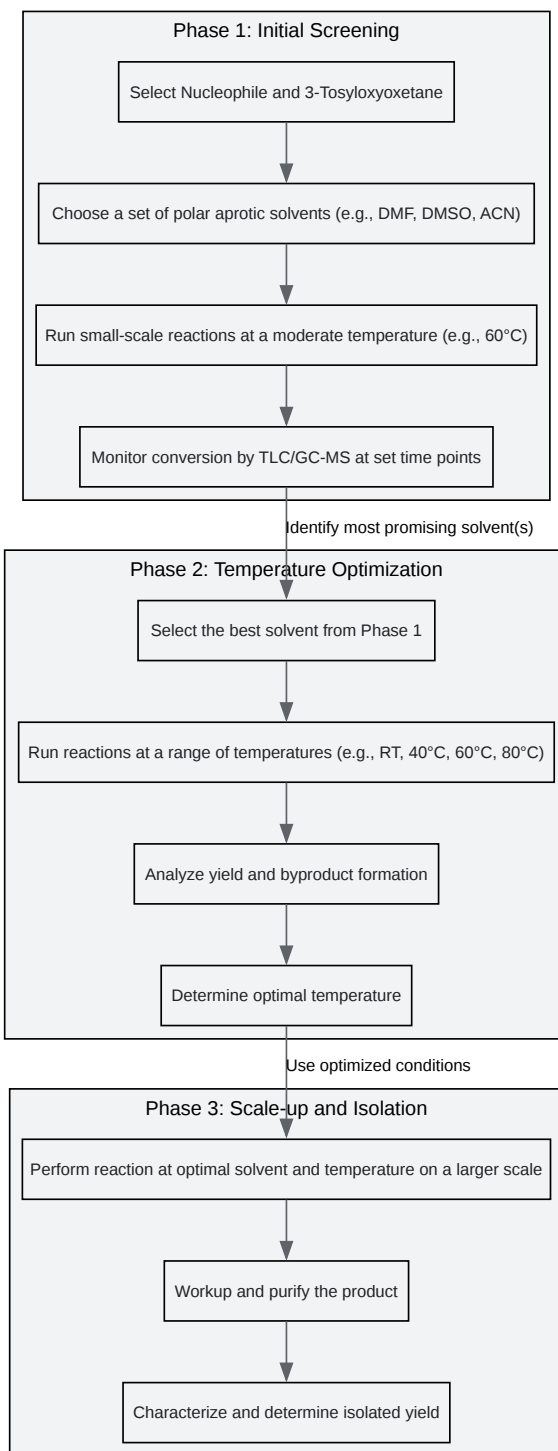 Phase 1: Initial Screening
Select Nucleophile and 3-Tosyloxyoxetane
Choose a set of polar aprotic solvents (e.g., DMF, DMSO, ACN)
Run small-scale reactions at a moderate temperature (e.g., 60°C)
Monitor conversion by TLC/GC-MS at set time points
Identify most promising solvent(s)
Phase 2: Temperature Optimization
Select the best solvent from Phase 1
Run reactions at a range of temperatures (e.g., RT, 40°C, 60°C, 80°C)
Analyze yield and byproduct formation
Determine optimal temperature
Use optimized conditions
Phase 3: Scale-up and Isolation
Perform reaction at optimal solvent and temperature on a larger scale
Workup and purify the product
Characterize and determine isolated yield